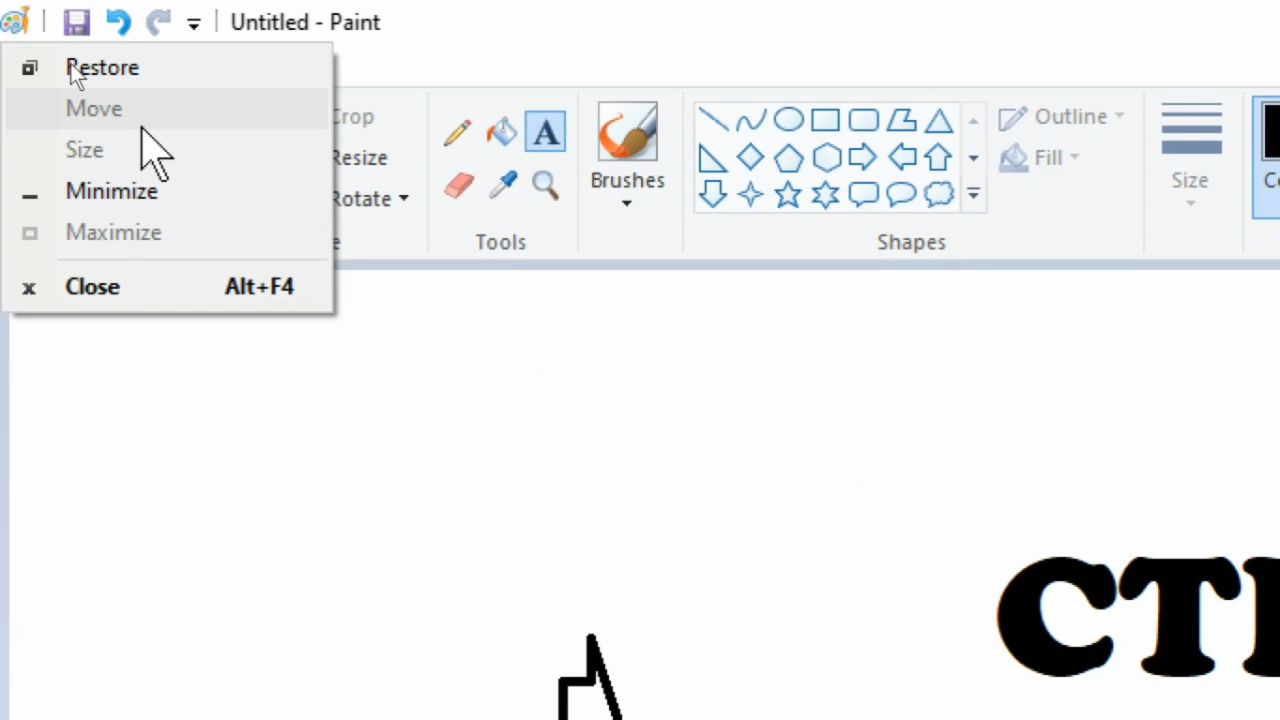 Untitled - Paint
Restore
Move
Size
Minimize
Maximize
Close Alt+F4
Crop
Resize
Rotate
A
Tools
Brushes
Shapes
Outline
Fill
Size